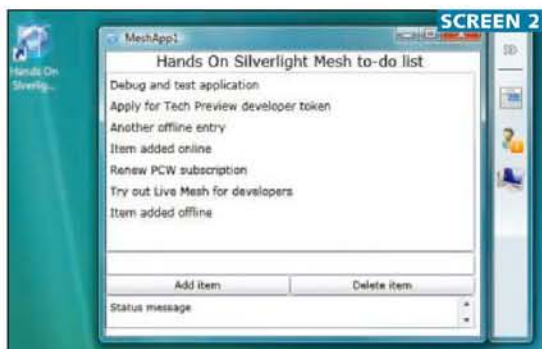 SCREEN 2
MeshApp1
Hands On Silverlight Mesh to-do list
Hands On
Silverlig...
Debug and test application
Apply for Tech Preview developer token
Another offline entry
Item added online
Renew PCW subscription
Try out Live Mesh for developers
Item added offline
Add item
Delete item
Status message